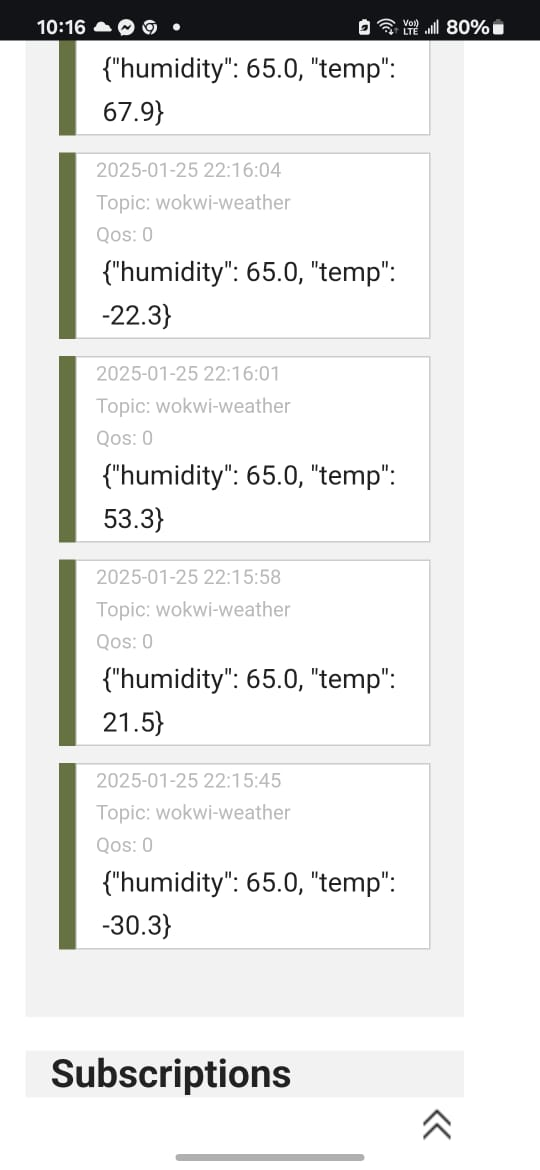 10:16
Vo)) LTE 80%
{"humidity": 65.0, "temp":
67.9}
2025-01-25 22:16:04
Topic: wokwi-weather
Qos: 0
{"humidity": 65.0, "temp":
-22.3}
2025-01-25 22:16:01
Topic: wokwi-weather
Qos: 0
{"humidity": 65.0, "temp":
53.3}
2025-01-25 22:15:58
Topic: wokwi-weather
Qos: 0
{"humidity": 65.0, "temp":
21.5}
2025-01-25 22:15:45
Topic: wokwi-weather
Qos: 0
{"humidity": 65.0, "temp":
-30.3}
Subscriptions